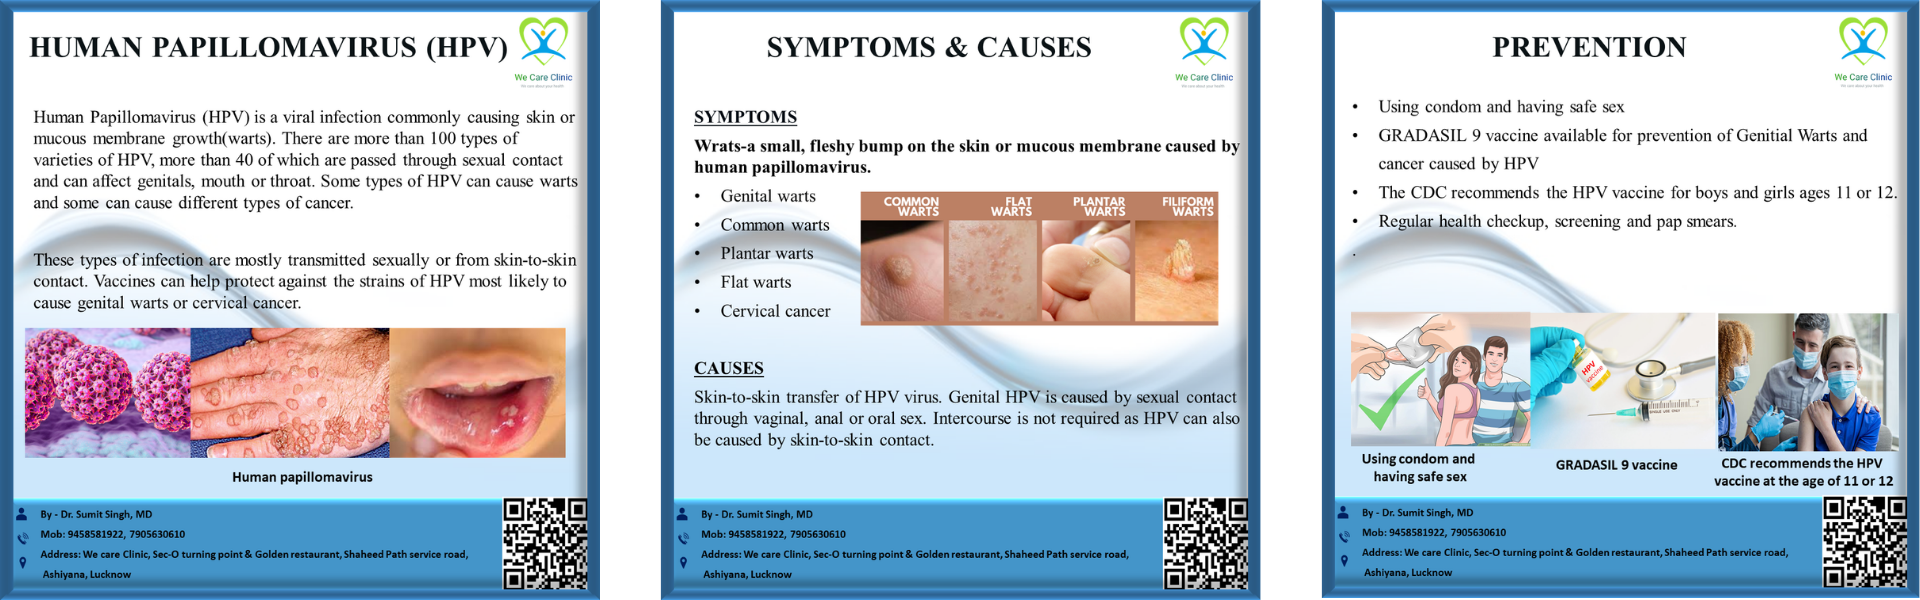 HUMAN PAPILLOMAVIRUS (HPV)
We Care Clinic
Human Papillomavirus (HPV) is a viral infection commonly causing skin or
mucous membrane growth(warts). There are more than 100 types of
varieties of HPV, more than 40 of which are passed through sexual contact
and can affect genitals, mouth or throat. Some types of HPV can cause warts
and some can cause different types of cancer.
These types of infection are mostly transmitted sexually or from skin-to-skin
contact. Vaccines can help protect against the strains of HPV most likely to
cause genital warts or cervical cancer.
Human papillomavirus
By - Dr. Sumit Singh, MD
Mob: 9458581922, 7905630610
Address: We care Clinic, Sec-O turning point & Golden restaurant, Shaheed Path service road,
Ashiyana, Lucknow
SYMPTOMS & CAUSES
We Care Clinic
SYMPTOMS
Wrats-a small, fleshy bump on the skin or mucous membrane caused by
human papillomavirus.
• Genital warts
• Common warts
• Plantar warts
• Flat warts
• Cervical cancer
COMMON WARTS
FLAT WARTS
PLANTAR WARTS
FILIFORM WARTS
CAUSES
Skin-to-skin transfer of HPV virus. Genital HPV is caused by sexual contact
through vaginal, anal or oral sex. Intercourse is not required as HPV can also
be caused by skin-to-skin contact.
By - Dr. Sumit Singh, MD
Mob: 9458581922, 7905630610
Address: We care Clinic, Sec-O turning point & Golden restaurant, Shaheed Path service road,
Ashiyana, Lucknow
PREVENTION
We Care Clinic
• Using condom and having safe sex
• GRADASIL 9 vaccine available for prevention of Genitial Warts and
cancer caused by HPV
• The CDC recommends the HPV vaccine for boys and girls ages 11 or 12.
• Regular health checkup, screening and pap smears.
.
HPV
vaccine
Using condom and
having safe sex
GRADASIL 9 vaccine
CDC recommends the HPV
vaccine at the age of 11 or 12
By - Dr. Sumit Singh, MD
Mob: 9458581922, 7905630610
Address: We care Clinic, Sec-O turning point & Golden restaurant, Shaheed Path service road,
Ashiyana, Lucknow